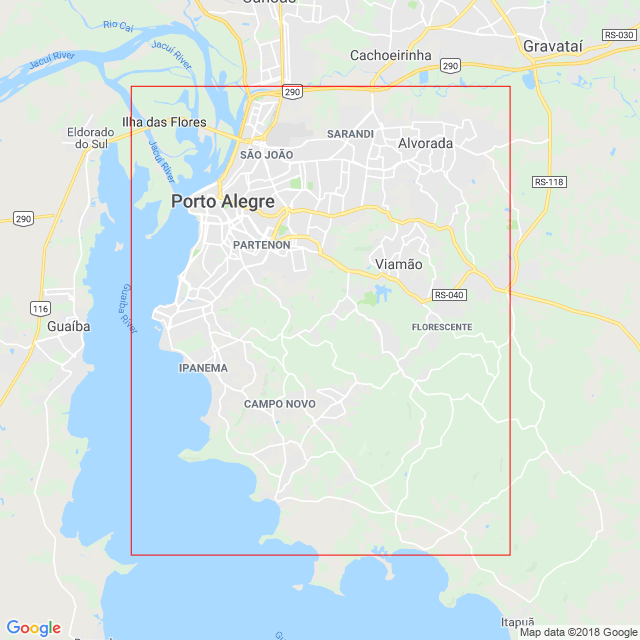 Canoas
Rio Caí
RS-030
Gravataí
Jacuí River
Jacuí River
Cachoeirinha
290
290
Ilha das Flores
SARANDI
Eldorado
do Sul
Alvorada
Jacuí River
SÃO JOÃO
RS-118
Porto Alegre
290
PARTENON
Viamão
Guaíba River
RS-040
116
Guaíba
FLORESCENTE
IPANEMA
CAMPO NOVO
Itapuã
Google
Map data ©2018 Google